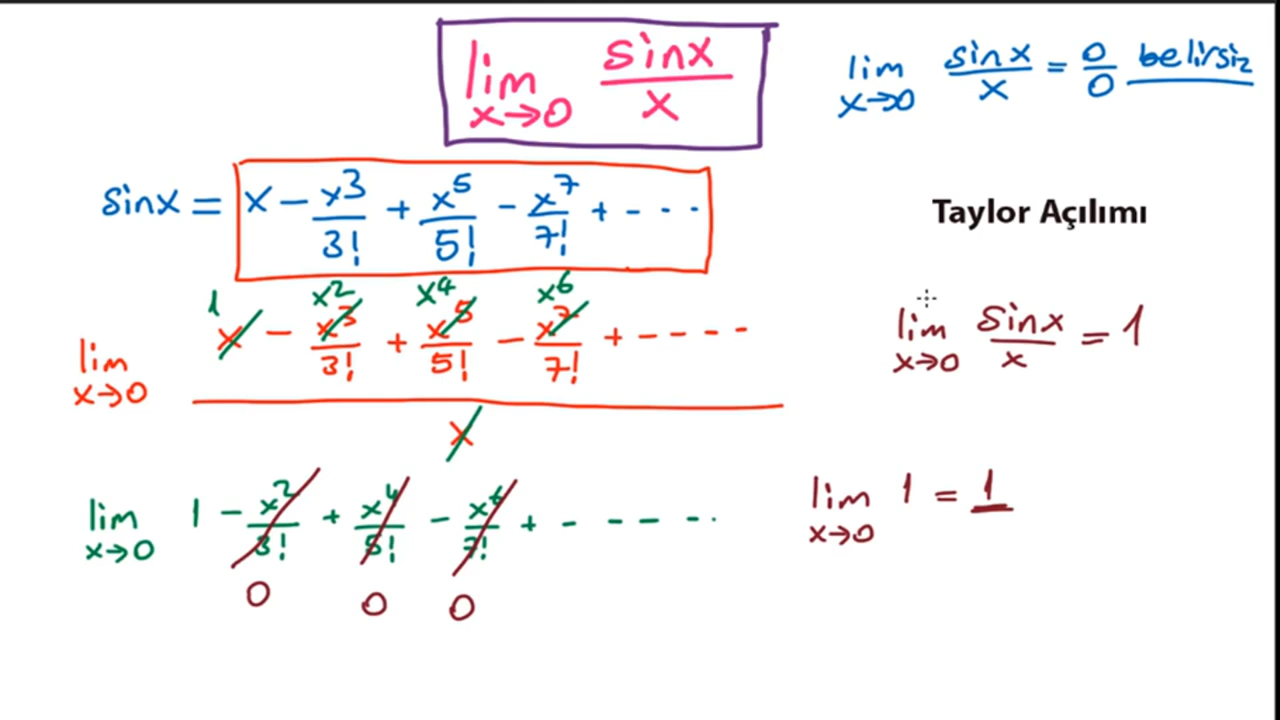 lim x→0 sinx/x
lim x→0 sinx/x = 0/0 belirsiz
sinx = x - x³/3! + x⁵/5! - x⁷/7! + - - -
Taylor Açılımı
1 x² x⁴ x⁶
lim x→0 (x - x³/3! + x⁵/5! - x⁷/7! + - - - -)/x
lim x→0 sinx/x = 1
lim x→0 1 - x²/3! + x⁴/5! - x⁶/7! + - - - - -
lim x→0 1 = 1
0 0 0